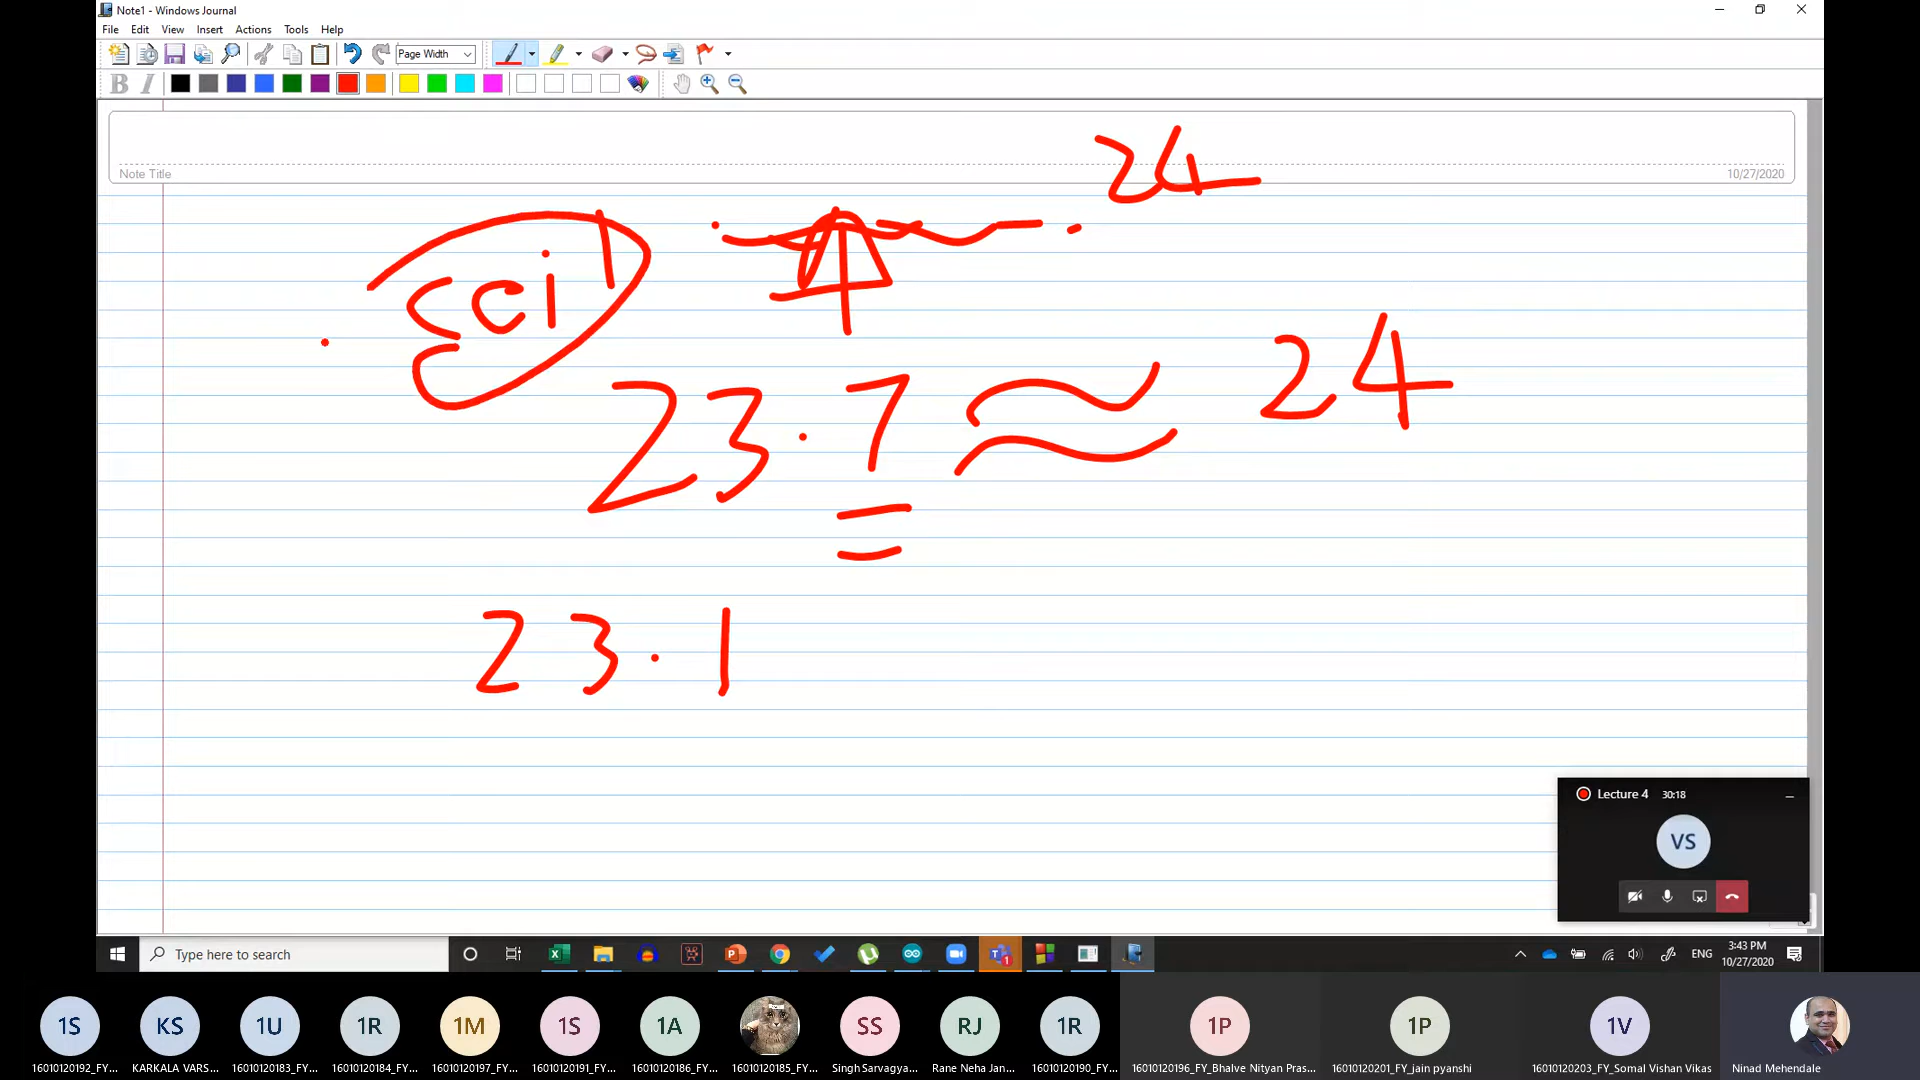 Note1 - Windows Journal
File Edit View Insert Actions Tools Help
Page Width
B I
Note Title
10/27/2020
24
Σci
23.7 ≈ 24
23.1
Lecture 4 30:18
VS
Type here to search
ENG
3:43 PM
10/27/2020
1S KS 1U 1R 1M 1S 1A SS RJ 1R 1P 1P 1V
16010120192_FY... KARKALA VARS... 16010120183_FY... 16010120184_FY... 16010120197_FY... 16010120191_FY... 16010120186_FY... 16010120185_FY... Singh Sarvagya... Rane Neha Jan... 16010120190_FY... 16010120196_FY_Bhalve Nityan Pras... 16010120201_FY_jain pyanshi 16010120203_FY_Somal Vishan Vikas Ninad Mehendale